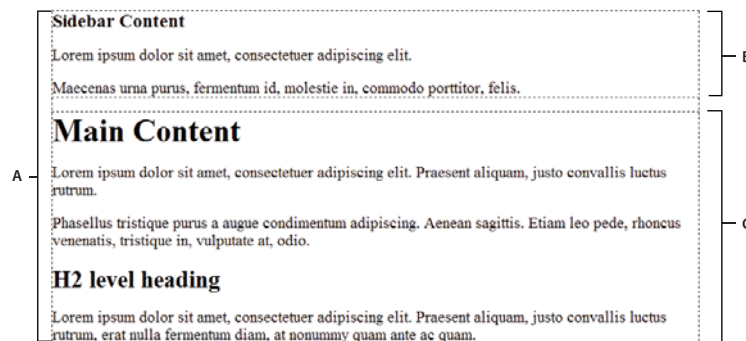 Sidebar Content
Lorem ipsum dolor sit amet, consectetuer adipiscing elit.
B
Maecenas urna purus, fermentum id, molestie in, commodo porttitor, felis.
Main Content
Lorem ipsum dolor sit amet, consectetuer adipiscing elit. Praesent aliquam, justo convallis luctus
A
rutrum.
Phasellus tristique purus a augue condimentum adipiscing. Aenean sagittis. Etiam leo pede, rhoncus
C
venenatis, tristique in, vulputate at, odio.
H2 level heading
Lorem ipsum dolor sit amet, consectetuer adipiscing elit. Praesent aliquam, justo convallis luctus
rutrum, erat nulla fermentum diam, at nonummy quam ante ac quam.